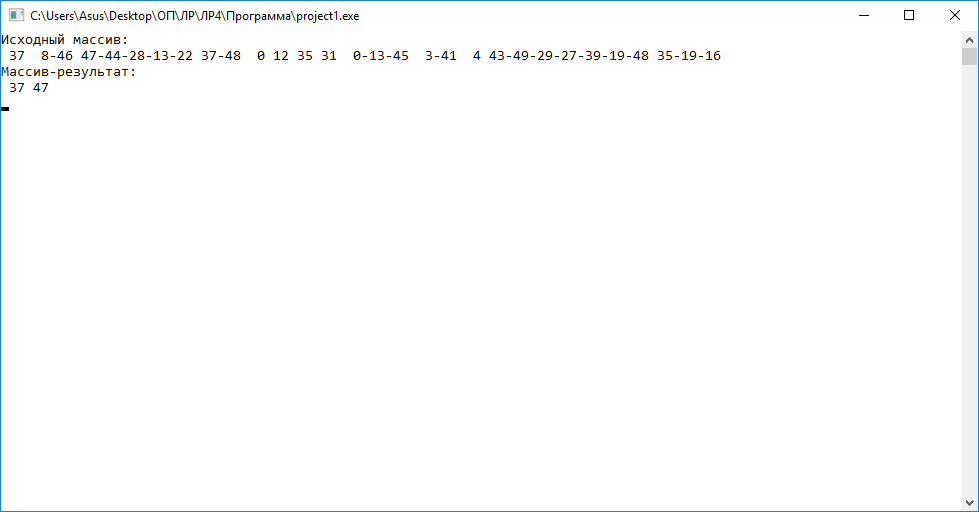 C:\Users\Asus\Desktop\ОП\ЛР\ЛР4\Программа\project1.exe
Исходный массив:
 37  8-46 47-44-28-13-22 37-48  0 12 35 31  0-13-45  3-41  4 43-49-29-27-39-19-48 35-19-16
Массив-результат:
 37 47